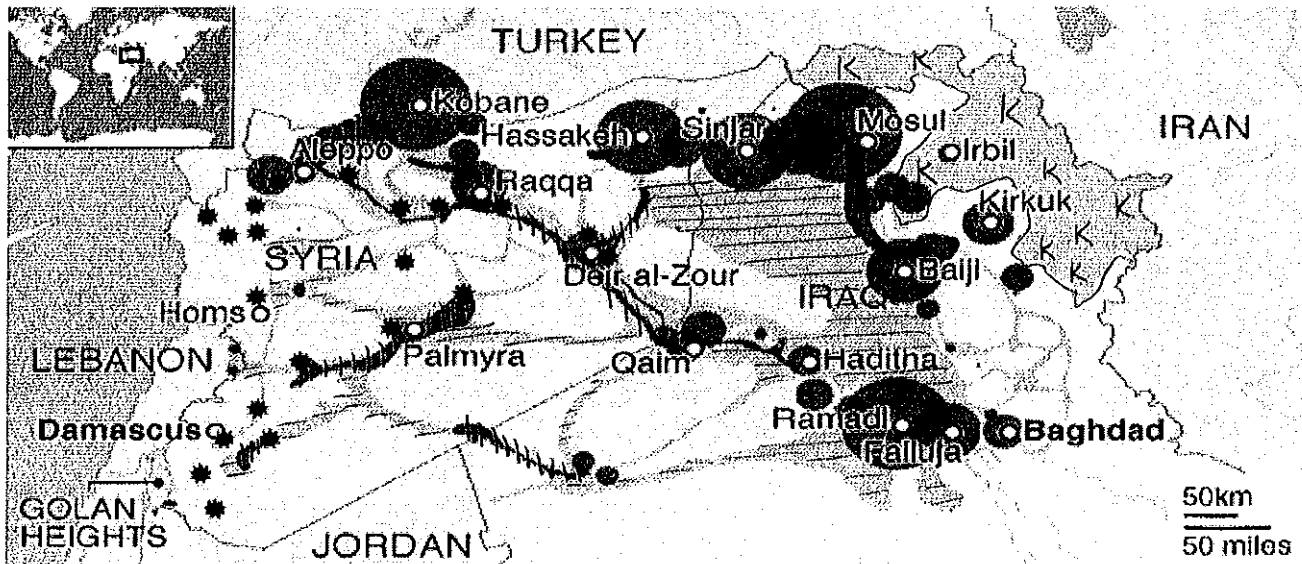 TURKEY
Kobane
Hassakeh
Sinjar
Mosul
IRAN
Aleppo
Irbil
Raqqa
Kirkuk
SYRIA
Deir al-Zour
Baiji
IRAQ
Homs
LEBANON
Palmyra
Qaim
Haditha
Ramadi
Damascus
Falluja
Baghdad
GOLAN
HEIGHTS
JORDAN
50km
50 miles
K
K
K
K
K
K
K
K
K